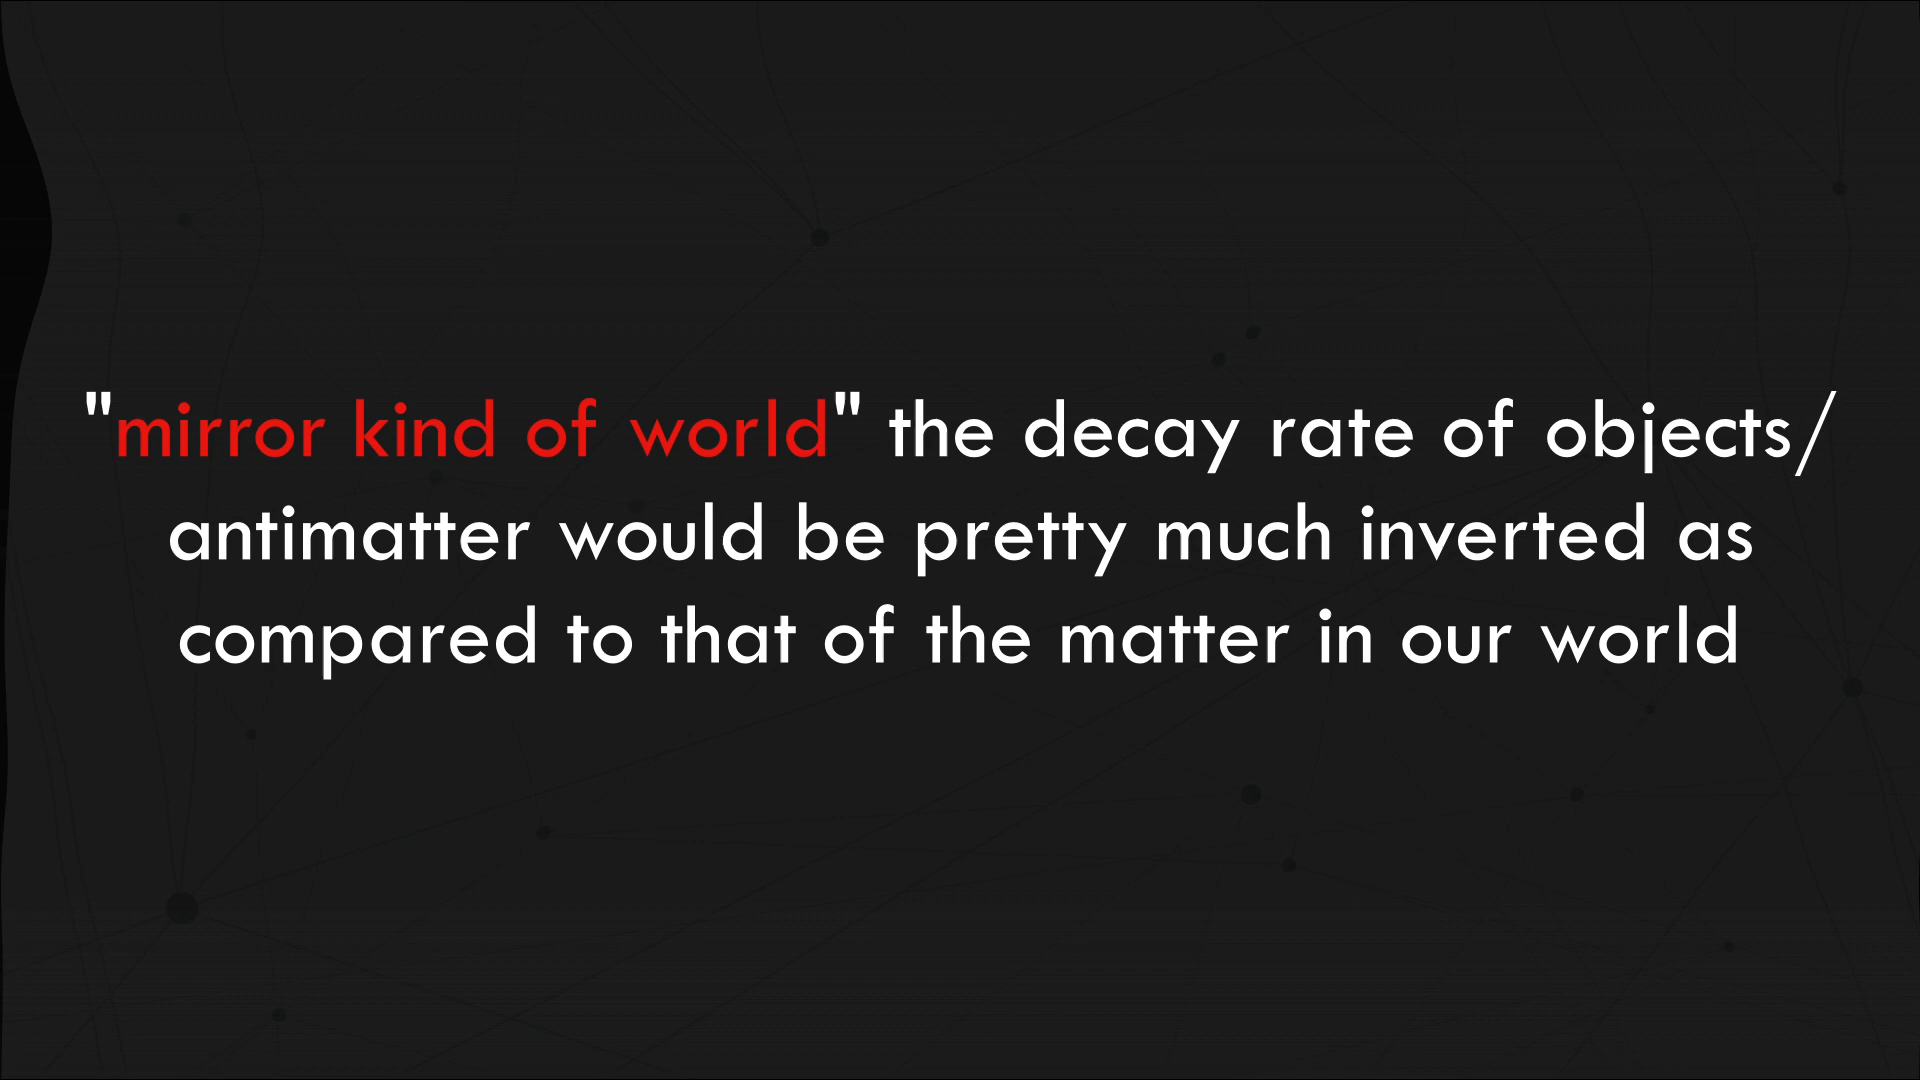 "mirror kind of world" the decay rate of objects/
antimatter would be pretty much inverted as
compared to that of the matter in our world